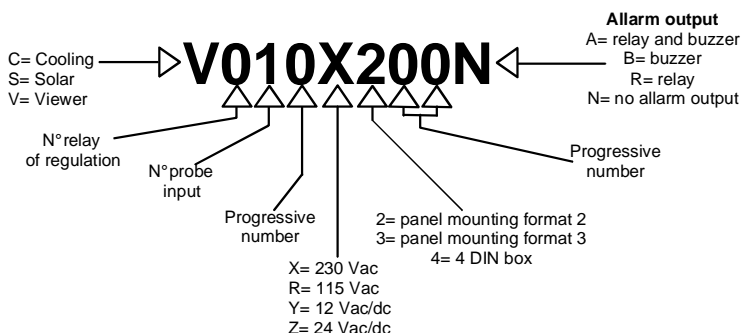 V010X200N
C= Cooling
S= Solar
V= Viewer
Allarm output
A= relay and buzzer
B= buzzer
R= relay
N= no allarm output
N°relay
of regulation
N°probe
input
Progressive
number
X= 230 Vac
R= 115 Vac
Y= 12 Vac/dc
Z= 24 Vac/dc
2= panel mounting format 2
3= panel mounting format 3
4= 4 DIN box
Progressive
number